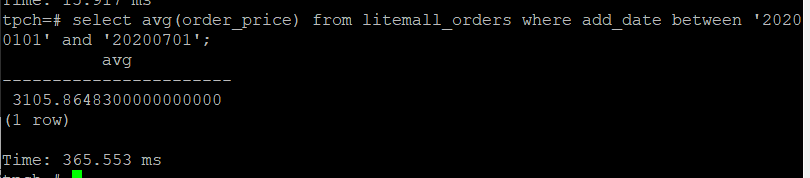 Time: 15.917 ms
tpch=# select avg(order_price) from litemall_orders where add_date between '2020
0101' and '20200701';
avg
-----------------------
3105.8648300000000000
(1 row)
Time: 365.553 ms
tpch=#